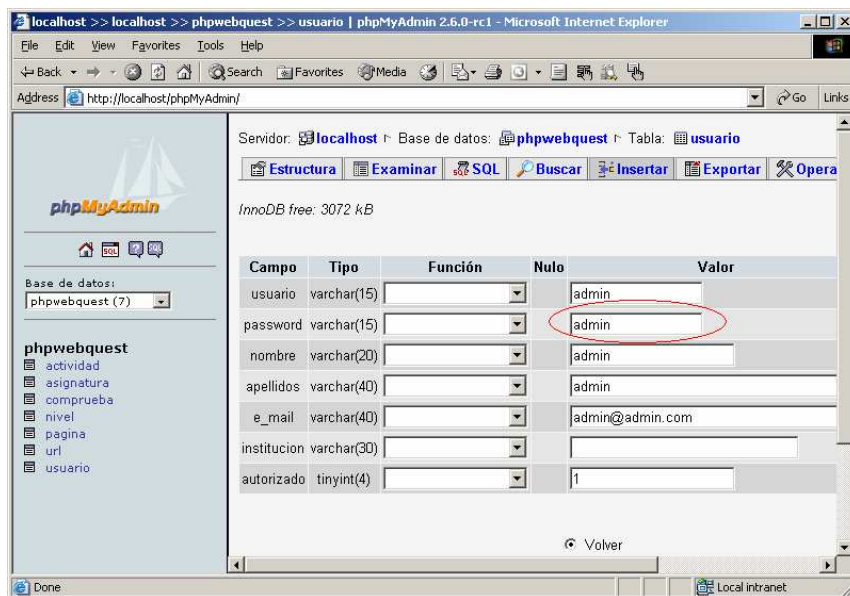 localhost >> localhost >> phpwebquest >> usuario | phpMyAdmin 2.6.0-rc1 - Microsoft Internet Explorer
File Edit View Favorites Tools Help
Back Search Favorites Media
Address http://localhost/phpMyAdmin/ Go Links
phpMyAdmin
SQL
Base de datos:
phpwebquest (7)
phpwebquest
actividad
asignatura
comprueba
nivel
pagina
url
usuario
Servidor: localhost Base de datos: phpwebquest Tabla: usuario
Estructura Examinar SQL Buscar Insertar Exportar Opera
InnoDB free: 3072 kB
Campo Tipo Función Nulo Valor
usuario varchar(15) admin
password varchar(15) admin
nombre varchar(20) admin
apellidos varchar(40) admin
e_mail varchar(40) admin@admin.com
institucion varchar(30)
autorizado tinyint(4) 1
Volver
Done Local intranet